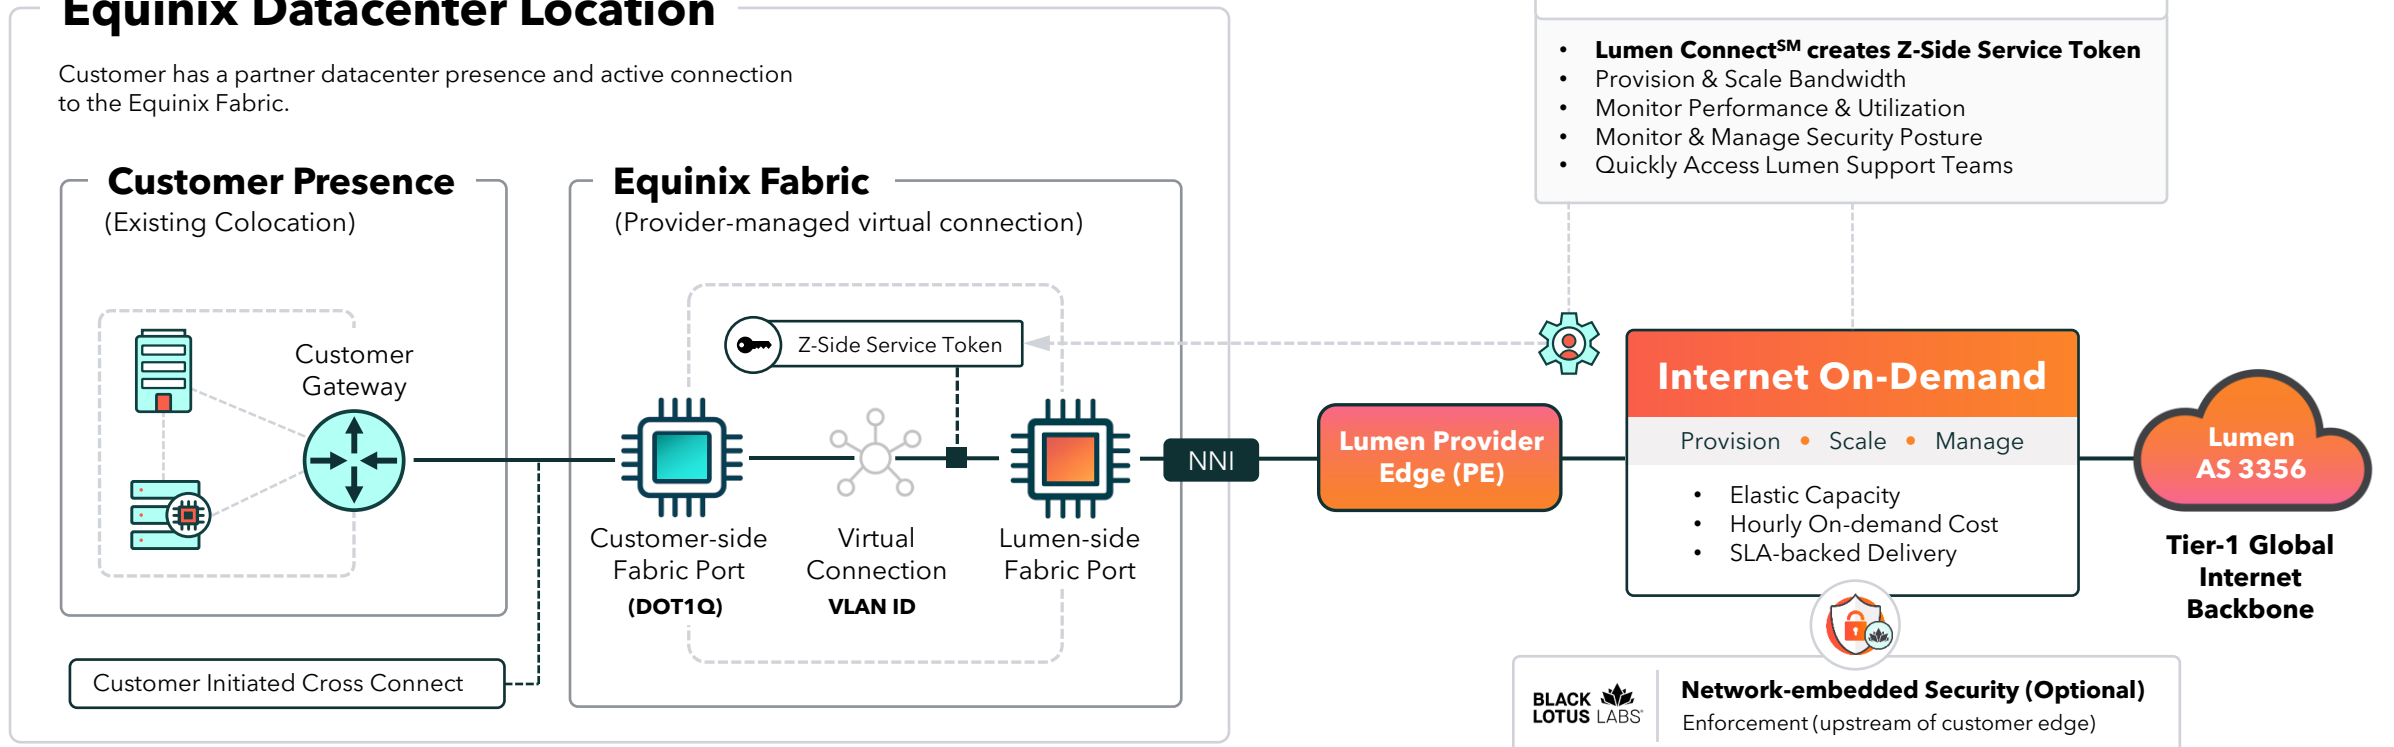 Equinix Datacenter Location
Customer has a partner datacenter presence and active connection
to the Equinix Fabric.
Customer Presence
(Existing Colocation)
Customer
Gateway
Customer Initiated Cross Connect
Equinix Fabric
(Provider-managed virtual connection)
Z-Side Service Token
Customer-side
Fabric Port
(DOT1Q)
Virtual
Connection
VLAN ID
Lumen-side
Fabric Port
NNI
Lumen Provider
Edge (PE)
• Lumen Connect℠ creates Z-Side Service Token
• Provision & Scale Bandwidth
• Monitor Performance & Utilization
• Monitor & Manage Security Posture
• Quickly Access Lumen Support Teams
Internet On-Demand
Provision • Scale • Manage
• Elastic Capacity
• Hourly On-demand Cost
• SLA-backed Delivery
Lumen
AS 3356
Tier-1 Global
Internet
Backbone
BLACK
LOTUS LABS®
Network-embedded Security (Optional)
Enforcement (upstream of customer edge)